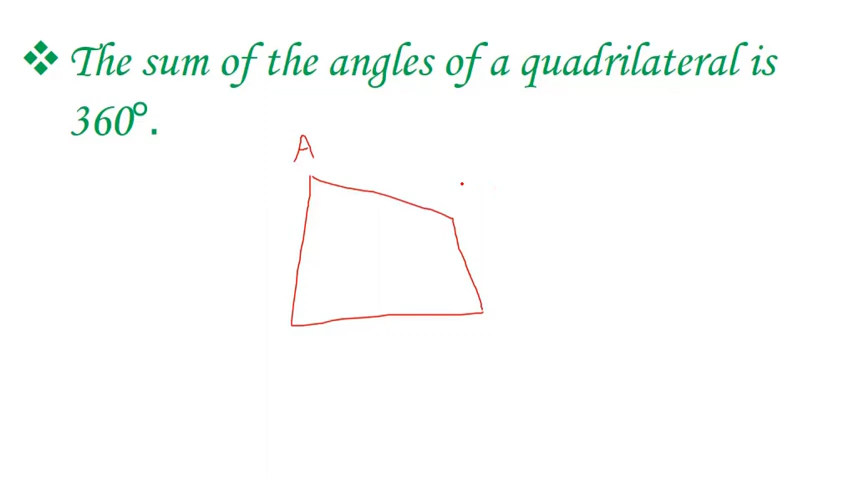 The sum of the angles of a quadrilateral is
360°.
A